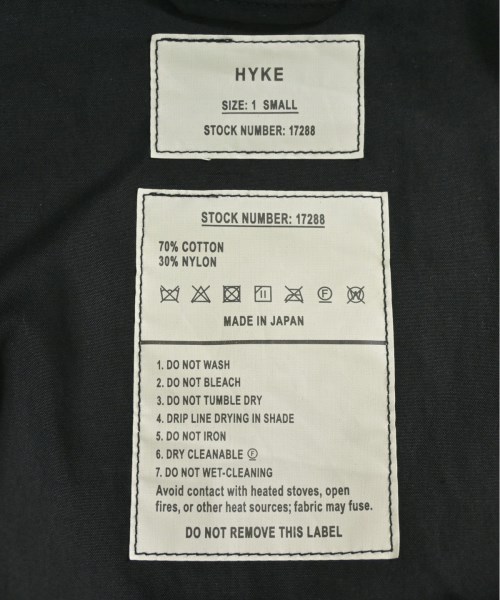 HYKE
SIZE: 1 SMALL
STOCK NUMBER: 17288
STOCK NUMBER: 17288
70% COTTON
30% NYLON
MADE IN JAPAN
1. DO NOT WASH
2. DO NOT BLEACH
3. DO NOT TUMBLE DRY
4. DRIP LINE DRYING IN SHADE
5. DO NOT IRON
6. DRY CLEANABLE Ⓕ
7. DO NOT WET-CLEANING
Avoid contact with heated stoves, open
fires, or other heat sources; fabric may fuse.
DO NOT REMOVE THIS LABEL